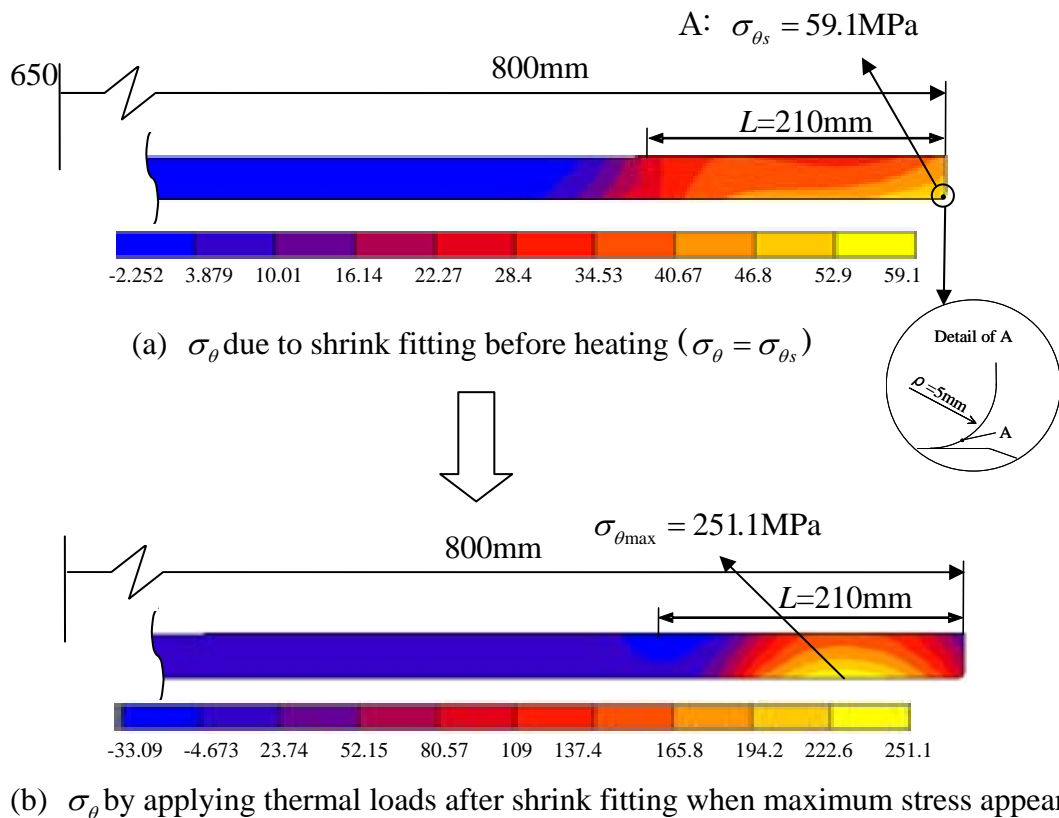 A: σθs = 59.1MPa
650
800mm
L=210mm
-2.252 3.879 10.01 16.14 22.27 28.4 34.53 40.67 46.8 52.9 59.1
(a) σθ due to shrink fitting before heating (σθ = σθs)
Detail of A
ρ=5mm
A
σθmax = 251.1MPa
800mm
L=210mm
-33.09 -4.673 23.74 52.15 80.57 109 137.4 165.8 194.2 222.6 251.1
(b) σθ by applying thermal loads after shrink fitting when maximum stress appear